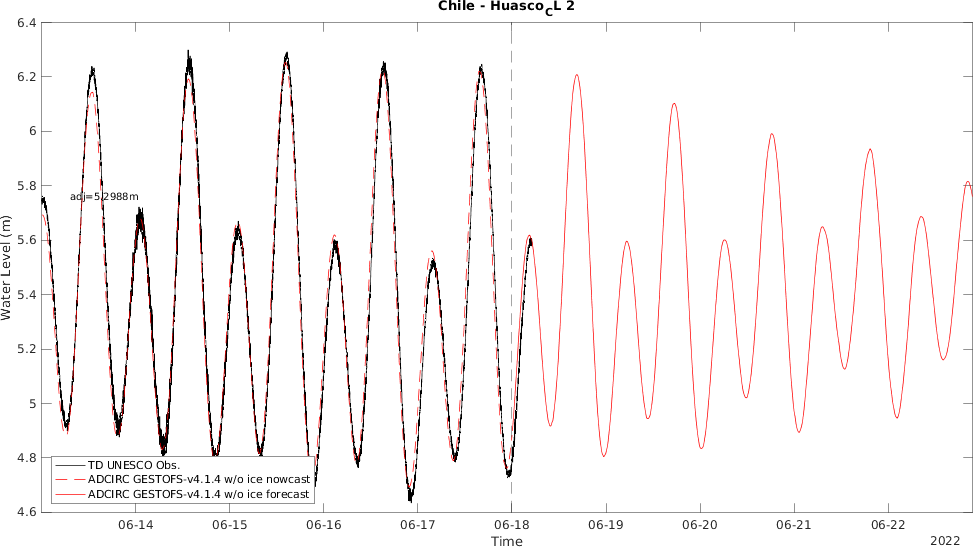 Chile - Huasco_CL 2
6.4
6.2
6
5.8
5.6
5.4
5.2
5
4.8
4.6
Water Level (m)
adj=5.2988m
TD UNESCO Obs.
ADCIRC GESTOFS-v4.1.4 w/o ice nowcast
ADCIRC GESTOFS-v4.1.4 w/o ice forecast
06-14 06-15 06-16 06-17 06-18 06-19 06-20 06-21 06-22
Time
2022